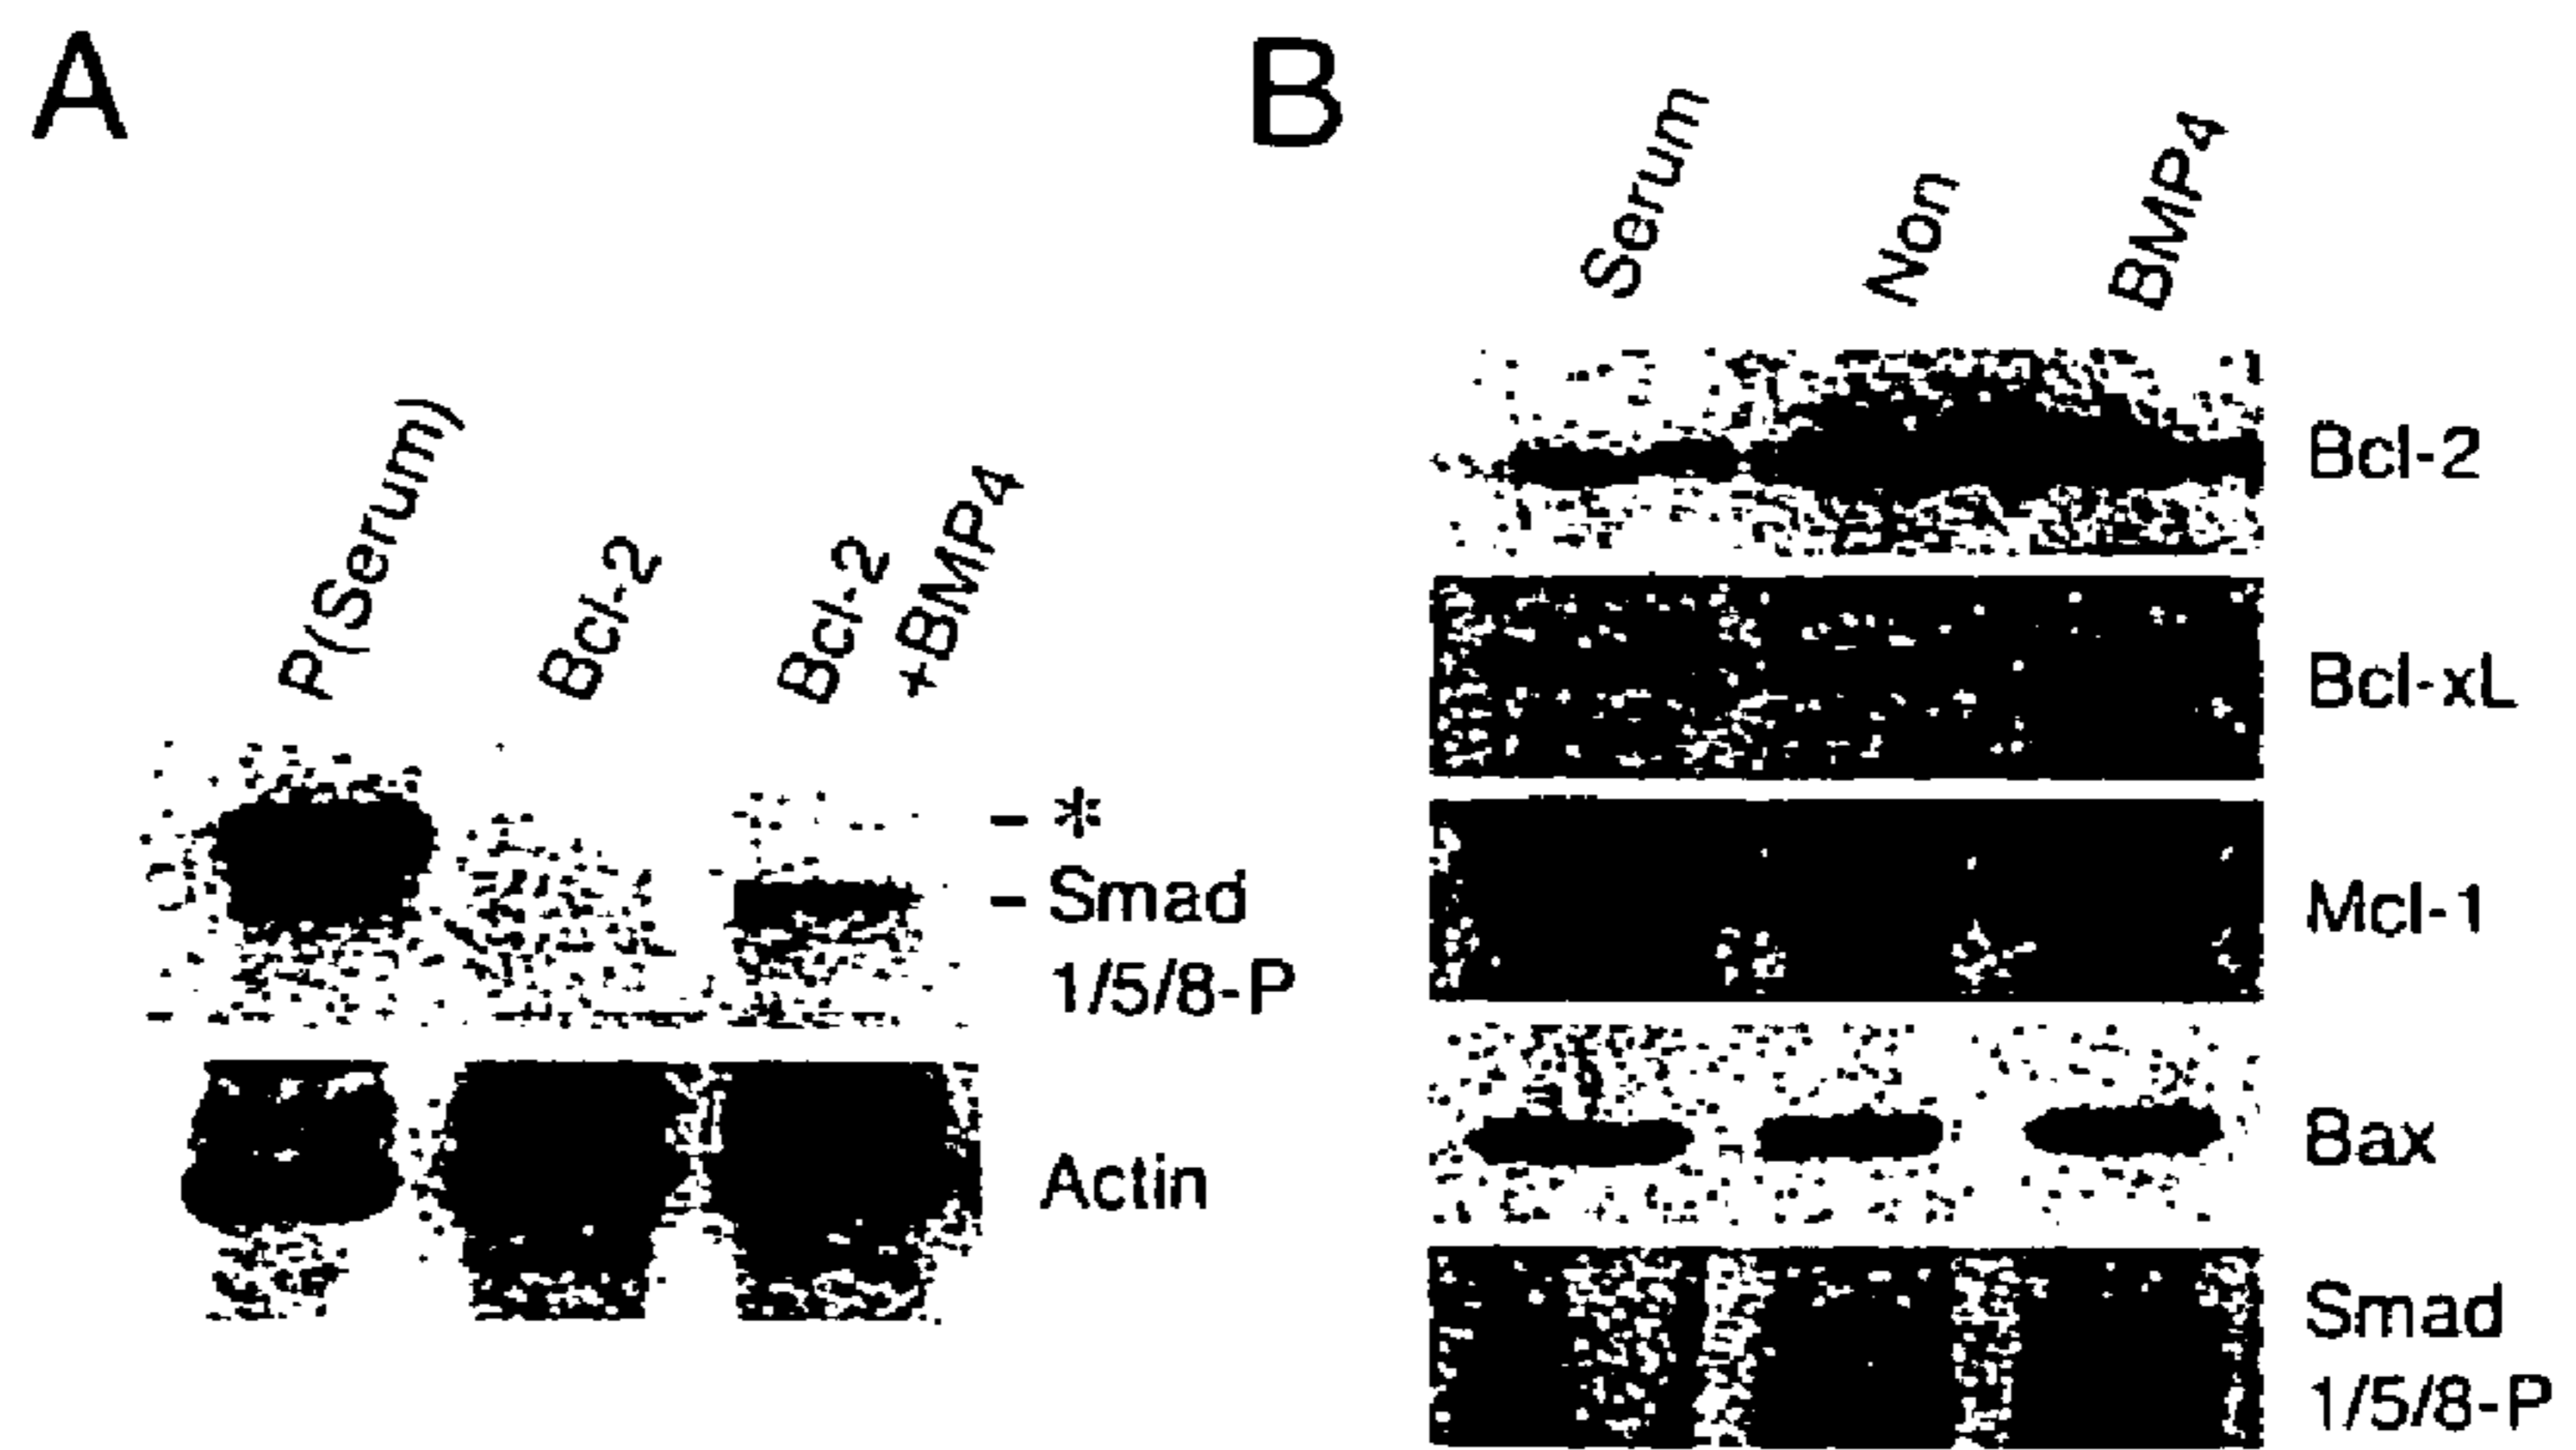 A
P(Serum)
Bcl-2
Bcl-2
+BMP4
- *
- Smad
1/5/8-P
Actin
B
Serum
Non
BMP4
Bcl-2
Bcl-xL
Mcl-1
Bax
Smad
1/5/8-P